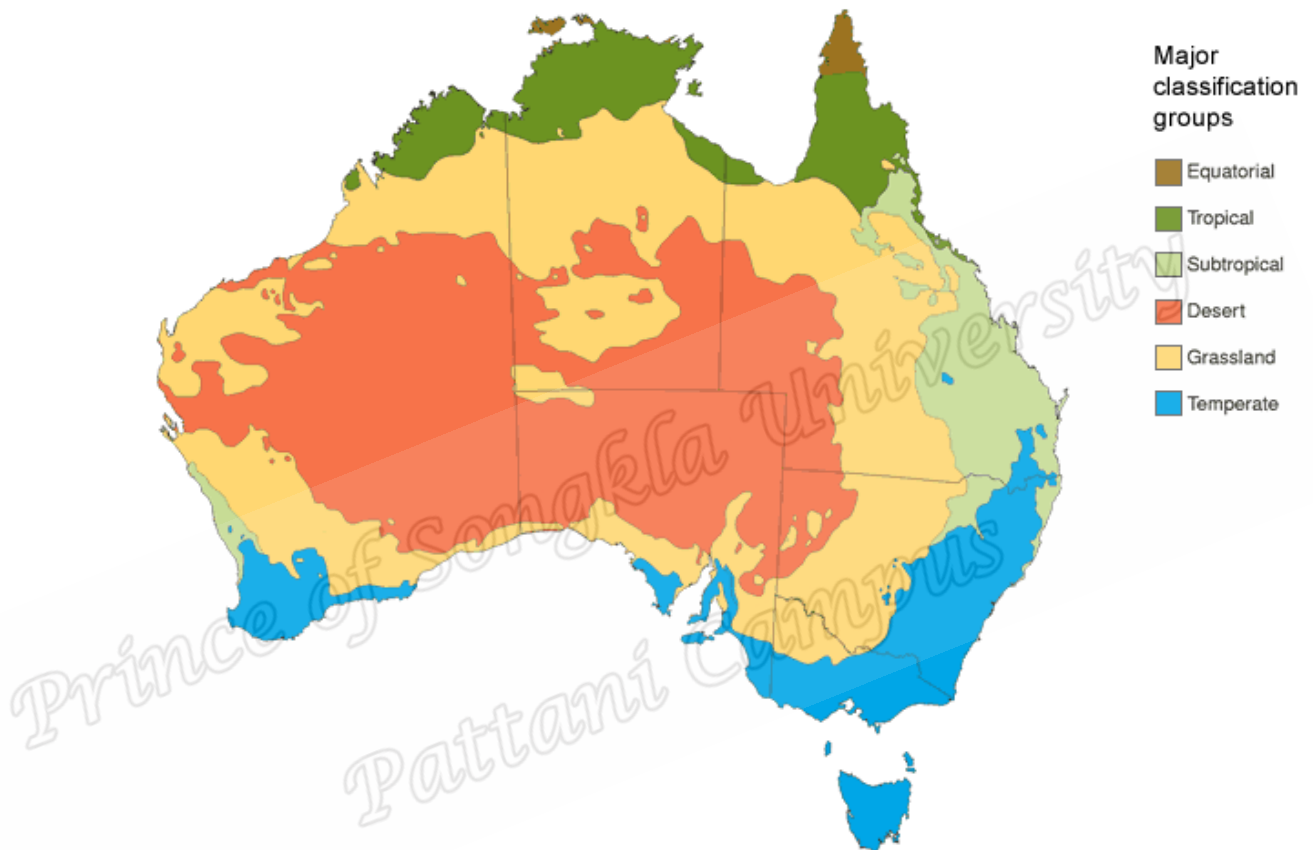 Major
classification
groups
Equatorial
Tropical
Subtropical
Desert
Grassland
Temperate
Prince of Songkla University
Pattani Campus